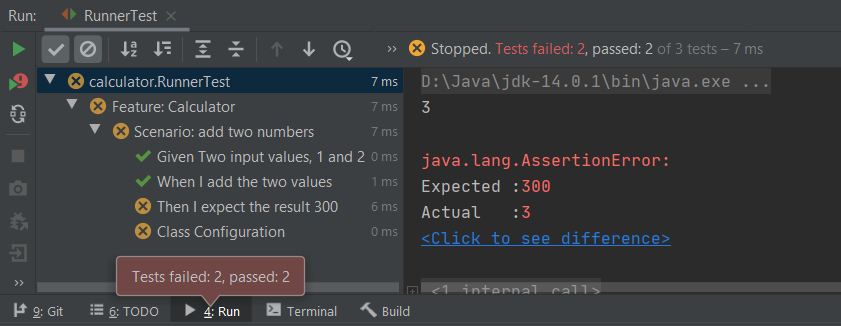 Run: RunnerTest
9
Stopped. Tests failed: 2, passed: 2 of 3 tests – 7 ms
calculator.RunnerTest 7 ms
Feature: Calculator 7 ms
Scenario: add two numbers 7 ms
Given Two input values, 1 and 2 0 ms
When I add the two values 1 ms
Then I expect the result 300 6 ms
Class Configuration 0 ms
D:\Java\jdk-14.0.1\bin\java.exe ...
3
java.lang.AssertionError:
Expected :300
Actual :3
<Click to see difference>
<1 internal call>
Tests failed: 2, passed: 2
9: Git 6: TODO 4: Run Terminal Build